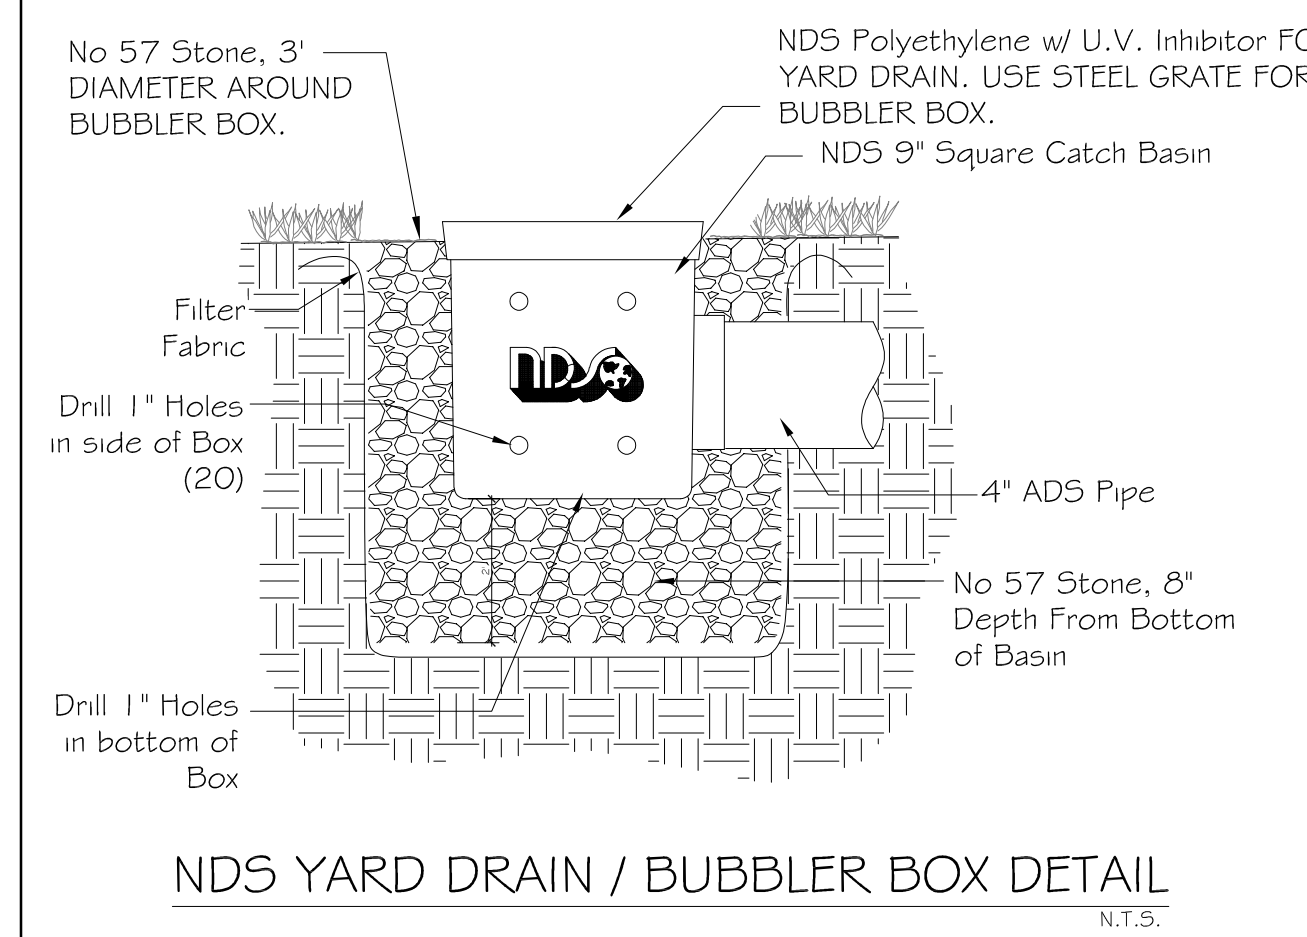 No 57 Stone, 3'
DIAMETER AROUND
BUBBLER BOX.
NDS Polyethylene w/ U.V. Inhibitor FO
YARD DRAIN. USE STEEL GRATE FOR
BUBBLER BOX.
NDS 9" Square Catch Basin
Filter
Fabric
NDS
Drill 1" Holes
in side of Box
(20)
4" ADS Pipe
2'
No 57 Stone, 8"
Depth From Bottom
of Basin
Drill 1" Holes
in bottom of
Box
NDS YARD DRAIN / BUBBLER BOX DETAIL
N.T.S.